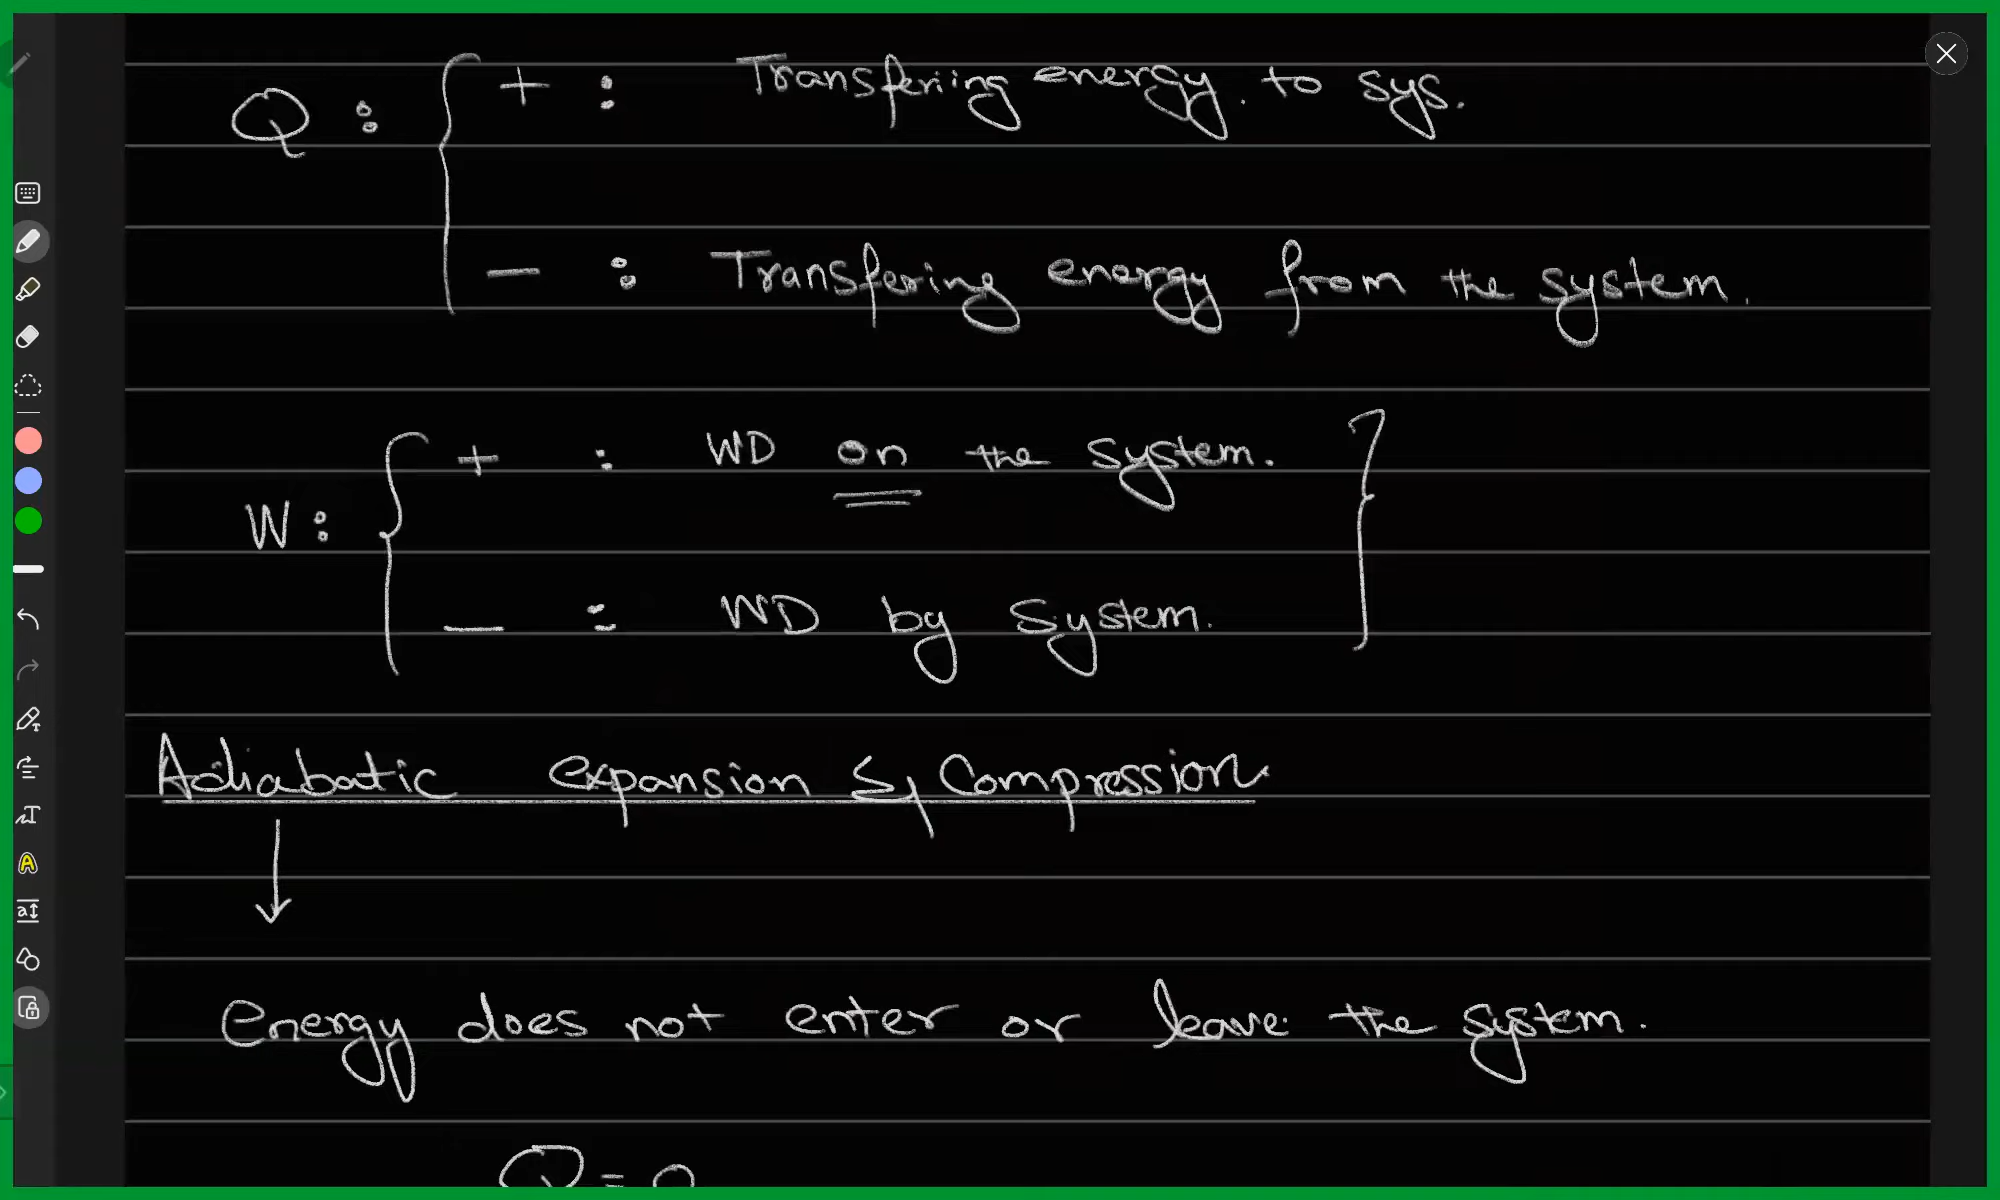 Q : { + : Transfering energy. to sys.
— : Transfering energy from the system.
W : { + : WD on the system. }
— : WD by system.
Adiabatic expansion & Compression
Energy does not enter or leave the system.
Q = 0